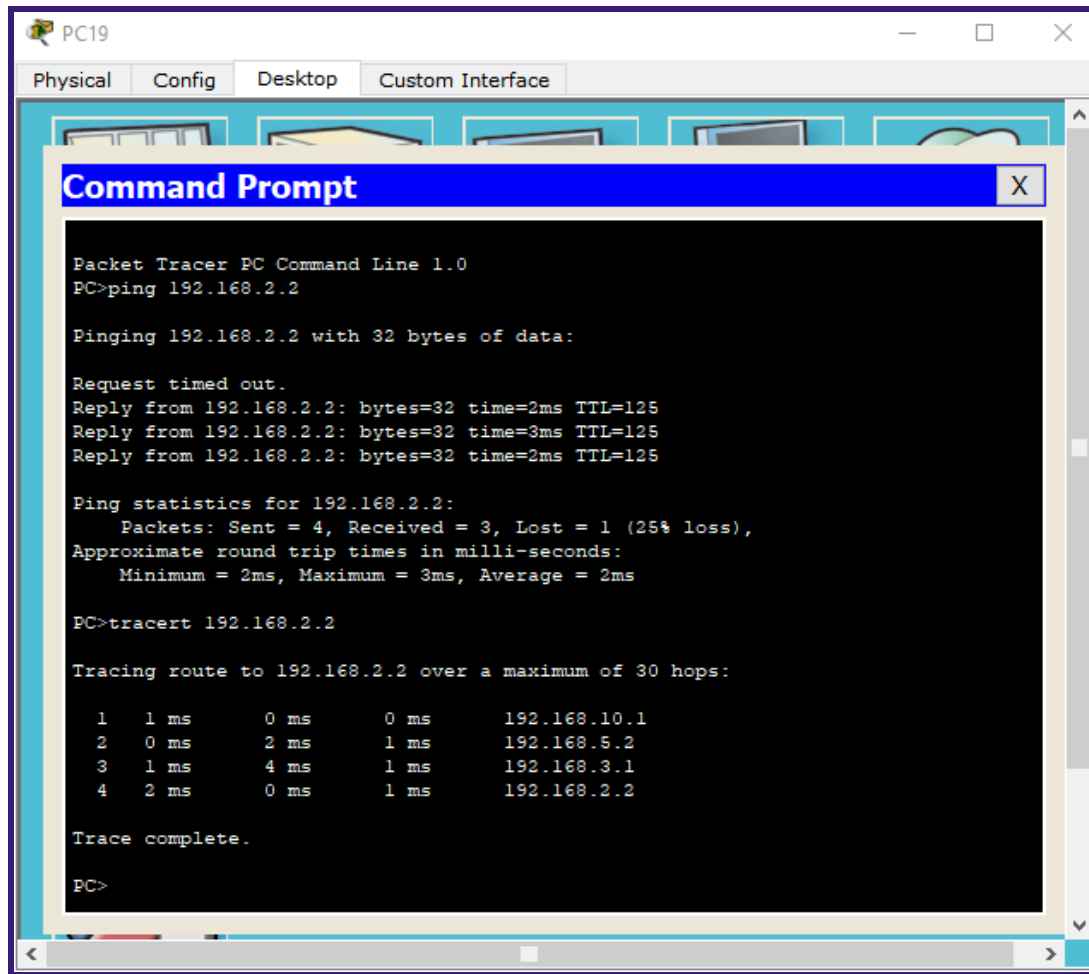 PC19
Physical Config Desktop Custom Interface
Command Prompt X
Packet Tracer PC Command Line 1.0
PC>ping 192.168.2.2
Pinging 192.168.2.2 with 32 bytes of data:
Request timed out.
Reply from 192.168.2.2: bytes=32 time=2ms TTL=125
Reply from 192.168.2.2: bytes=32 time=3ms TTL=125
Reply from 192.168.2.2: bytes=32 time=2ms TTL=125
Ping statistics for 192.168.2.2:
Packets: Sent = 4, Received = 3, Lost = 1 (25% loss),
Approximate round trip times in milli-seconds:
Minimum = 2ms, Maximum = 3ms, Average = 2ms
PC>tracert 192.168.2.2
Tracing route to 192.168.2.2 over a maximum of 30 hops:
1 1 ms 0 ms 0 ms 192.168.10.1
2 0 ms 2 ms 1 ms 192.168.5.2
3 1 ms 4 ms 1 ms 192.168.3.1
4 2 ms 0 ms 1 ms 192.168.2.2
Trace complete.
PC>